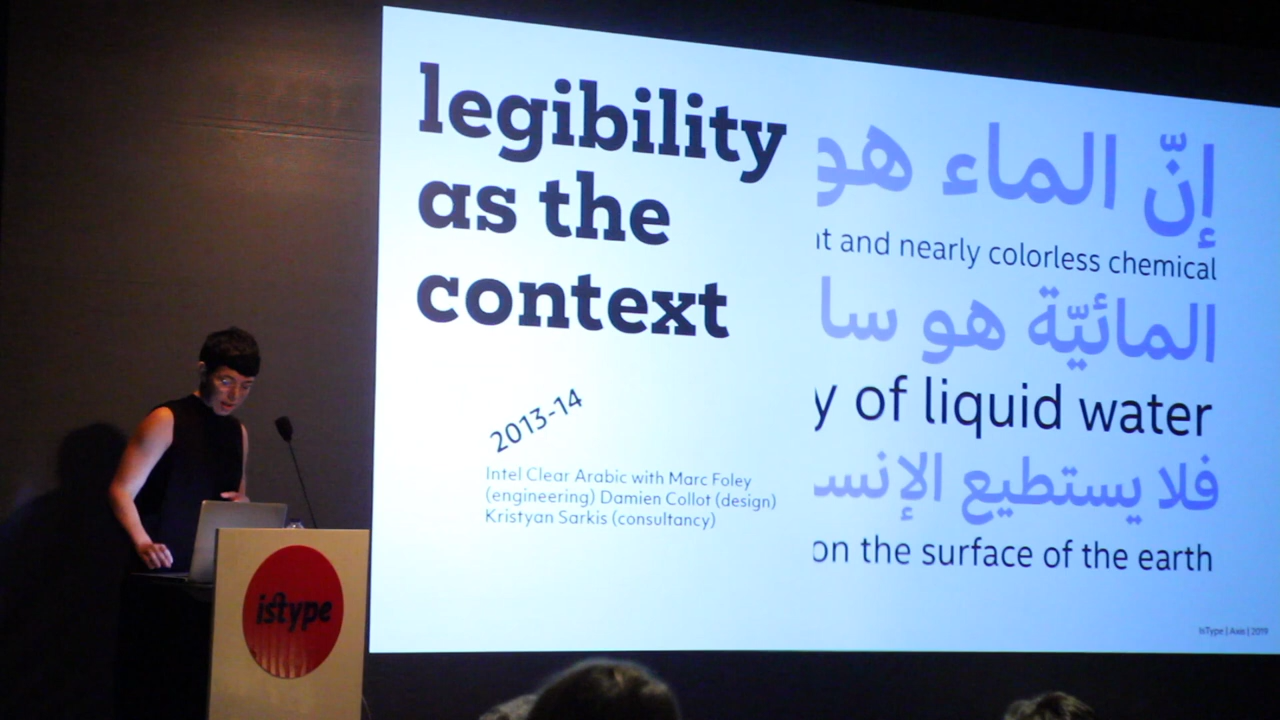 legibility
as the
context
2013-14
Intel Clear Arabic with Marc Foley
(engineering) Damien Collot (design)
Kristyan Sarkis (consultancy)
إنّ الماء هو
and nearly colorless chemical
المائيّة هو سا
y of liquid water
فلا يستطيع الإنسـ
on the surface of the earth
IsType | Axis | 2019
istype